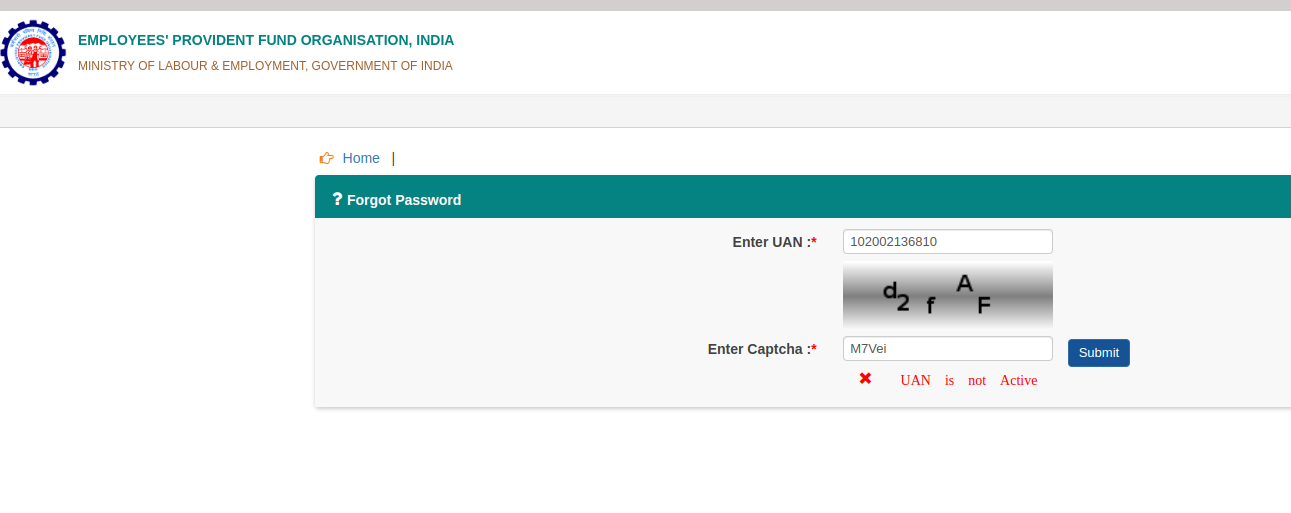 EMPLOYEES' PROVIDENT FUND ORGANISATION, INDIA
MINISTRY OF LABOUR & EMPLOYMENT, GOVERNMENT OF INDIA
Home |
? Forgot Password
Enter UAN :* 102002136810
d2fAF
Enter Captcha :* M7Vei Submit
✖ UAN is not Active